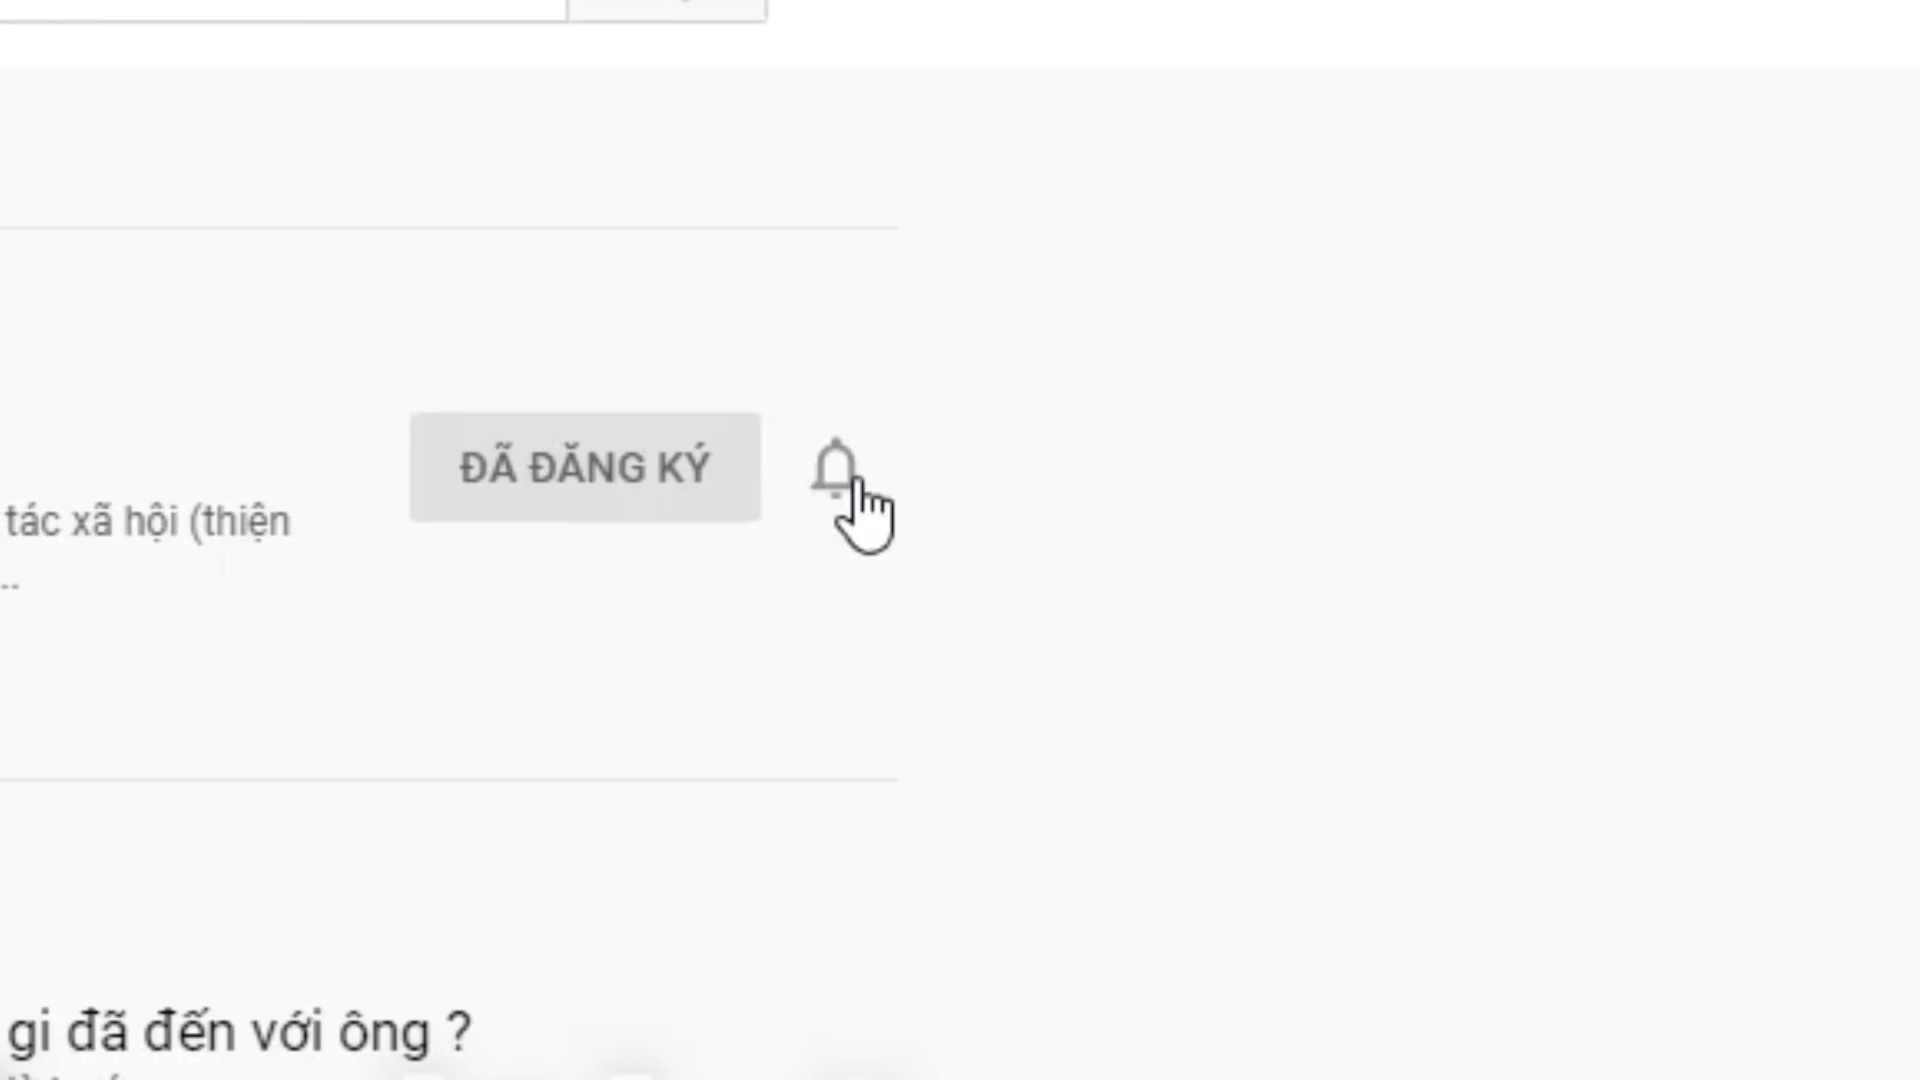 ĐÃ ĐĂNG KÝ
tác xã hội (thiện
...
gi đã đến với ông ?